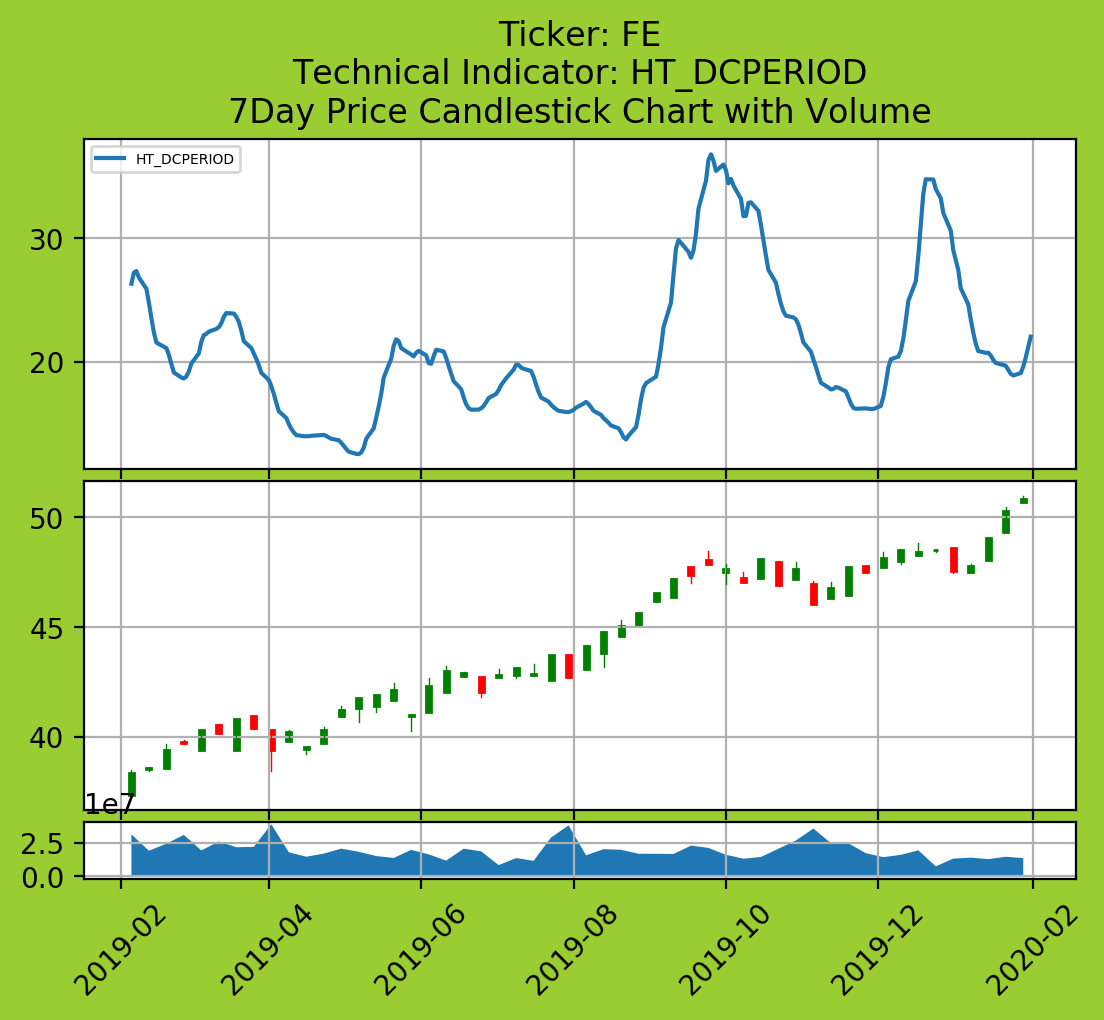 Ticker: FE
Technical Indicator: HT_DCPERIOD
7Day Price Candlestick Chart with Volume
HT_DCPERIOD
30
20
50
45
40
1e7
2.5
0.0
2019-02
2019-04
2019-06
2019-08
2019-10
2019-12
2020-02